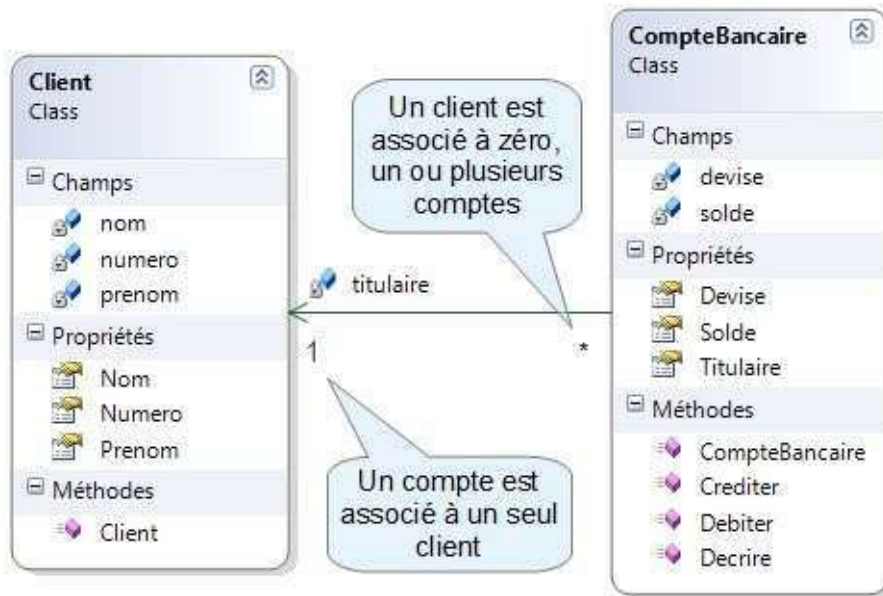 Client
Class
Champs
nom
numero
prenom
Propriétés
Nom
Numero
Prenom
Méthodes
Client
Un client est
associé à zéro,
un ou plusieurs
comptes
titulaire
1
*
Un compte est
associé à un seul
client
CompteBancaire
Class
Champs
devise
solde
Propriétés
Devise
Solde
Titulaire
Méthodes
CompteBancaire
Crediter
Debiter
Decrire